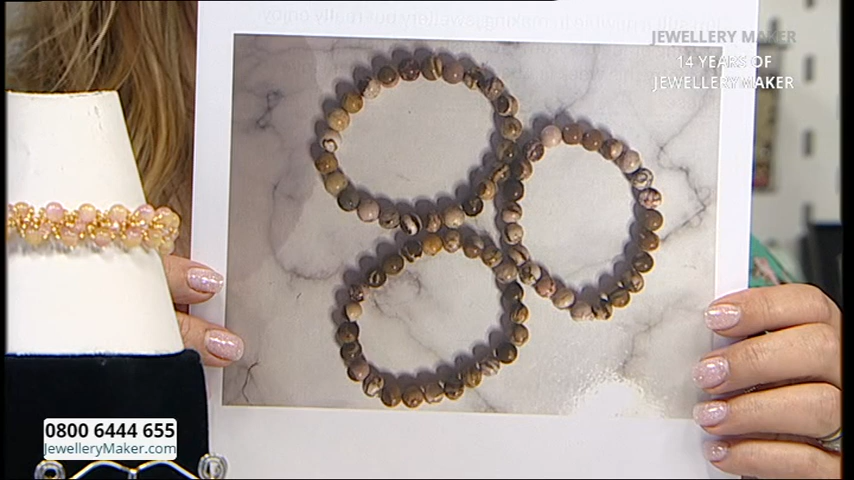 JEWELLERY MAKER
14 YEARS OF
JEWELLERYMAKER
0800 6444 655
JewelleryMaker.com